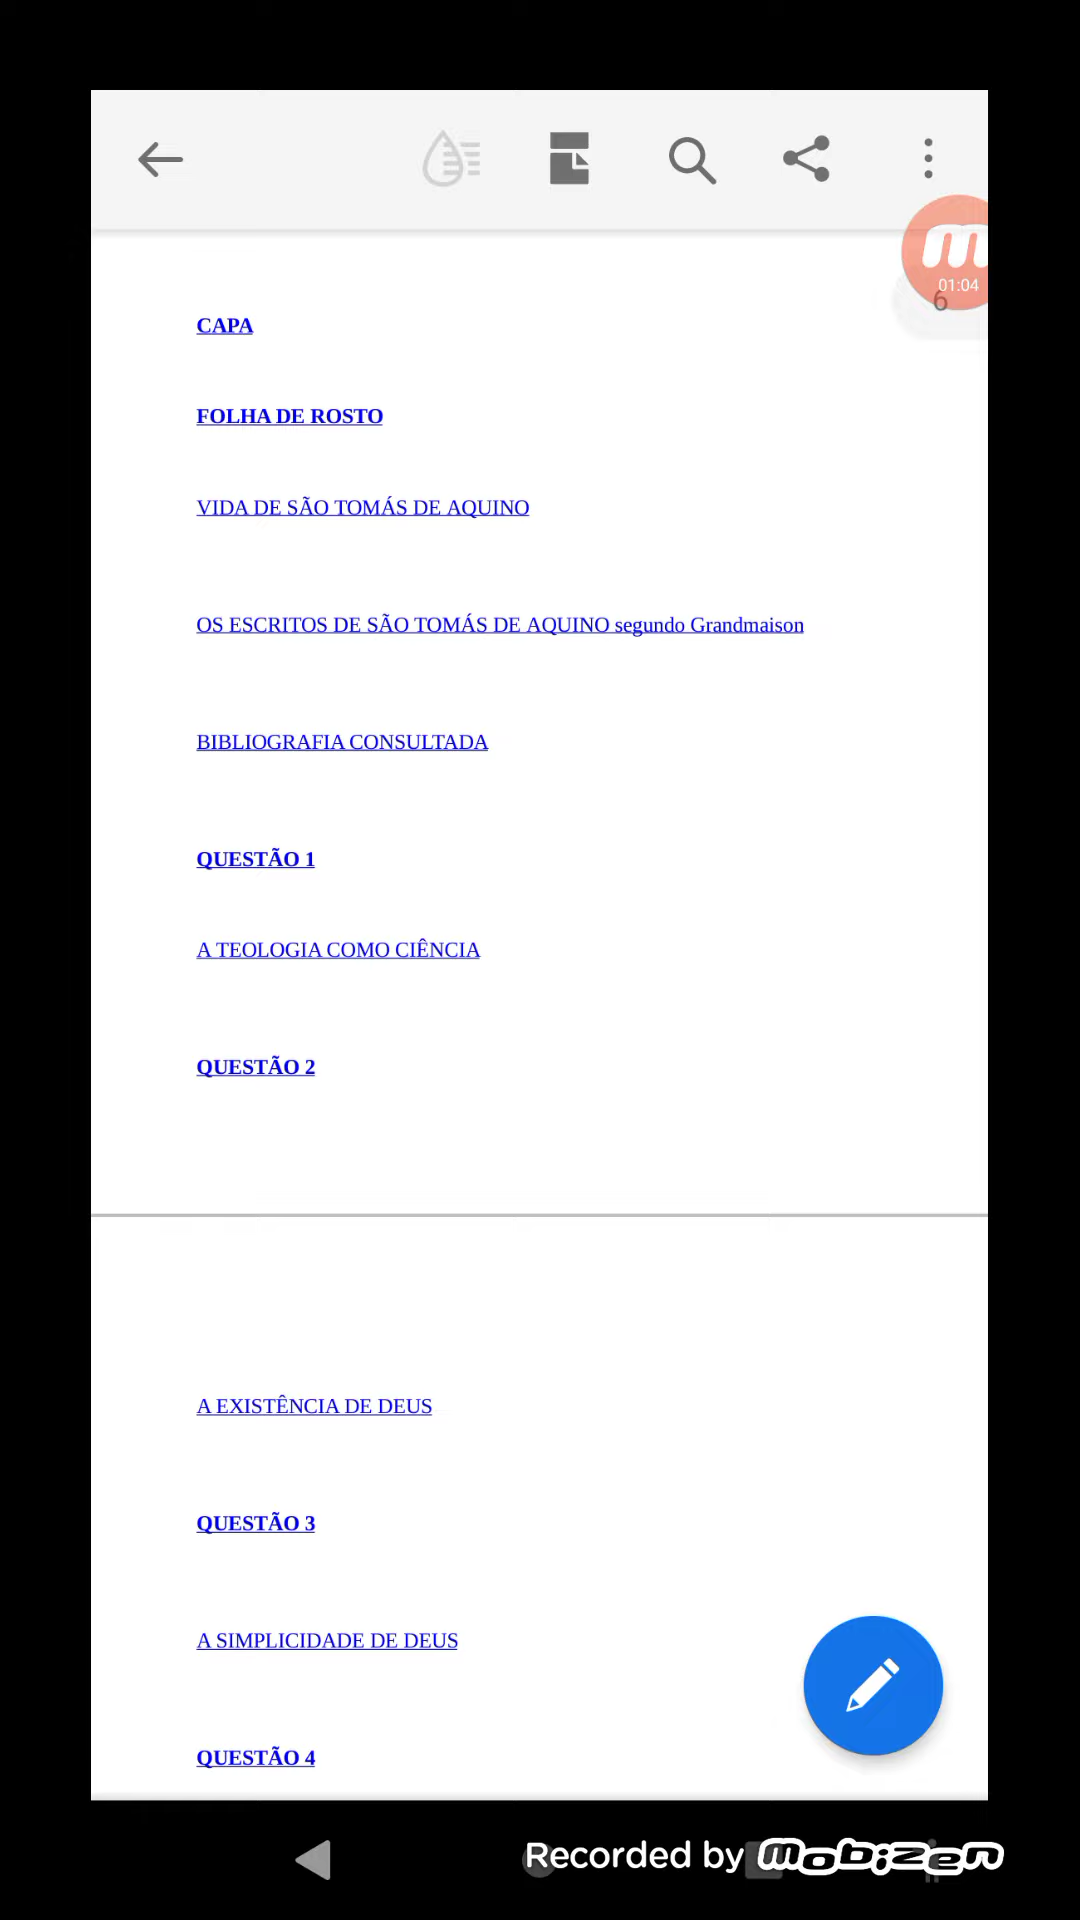 01:04
6
CAPA
FOLHA DE ROSTO
VIDA DE SÃO TOMÁS DE AQUINO
OS ESCRITOS DE SÃO TOMÁS DE AQUINO segundo Grandmaison
BIBLIOGRAFIA CONSULTADA
QUESTÃO 1
A TEOLOGIA COMO CIÊNCIA
QUESTÃO 2
A EXISTÊNCIA DE DEUS
QUESTÃO 3
A SIMPLICIDADE DE DEUS
QUESTÃO 4
Recorded by mobizen